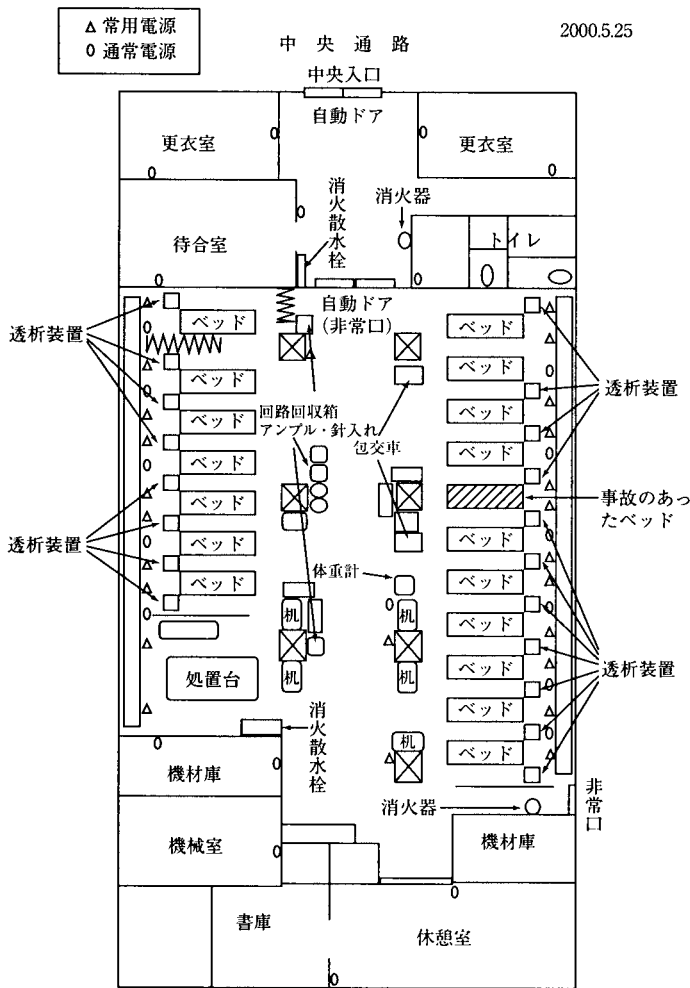 △ 常用電源
○ 通常電源
2000.5.25
中央通路
中央入口
自動ドア
更衣室
更衣室
消火散水栓
消火器
トイレ
待合室
自動ドア
(非常口)
透析装置
ベッド
ベッド
ベッド
ベッド
ベッド
ベッド
ベッド
透析装置
回路回収箱
アンプル・針入れ
包交車
体重計
机
机
机
机
机
処置台
消火散水栓
ベッド
ベッド
ベッド
ベッド
ベッド
ベッド
ベッド
ベッド
ベッド
ベッド
透析装置
事故のあっ
たベッド
透析装置
機材庫
機械室
消火器
非常口
機材庫
書庫
休憩室